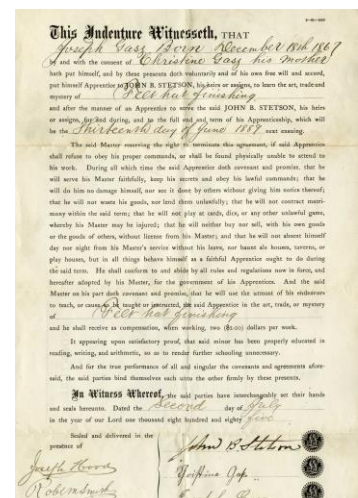 This Indenture Witnesseth, THAT
Joseph Gass Born December 18th 1867
by and with the consent of Christine Gass his Mother
hath put himself, and by these presents doth voluntarily and of his own free will and accord,
put himself Apprentice to JOHN B. STETSON, his heirs or assigns, to learn the art, trade and
mystery of Felt hat finishing
and after the manner of an Apprentice to serve the said JOHN B. STETSON, his heirs
or assigns, for and during, and to the full end and term of his Apprenticeship, which will
be the Thirteenth day of June 1889 next ensuing.
The said Master reserving the right to terminate this agreement, if said Apprentice
shall refuse to obey his proper commands, or shall be found physically unable to attend
to his work. During all which time the said Apprentice doth covenant and promise, that he
will serve his Master faithfully, keep his secrets and obey his lawful commands; that he
will do him no damage himself, nor see it done by others without giving him notice thereof;
that he will not waste his goods, nor lend them unlawfully; that he will not contract matri-
mony within the said term; that he will not play at cards, dice, or any other unlawful game,
whereby his Master may be injured; that he will neither buy nor sell, with his own goods
or the goods of others, without license from his Master; and that he will not absent himself
day nor night from his Master's service without his leave, nor haunt ale houses, taverns, or
play houses, but in all things behave himself as a faithful Apprentice ought to do during
the said term. He shall conform to and abide by all rules and regulations now in force, and
hereafter adopted by his Master, for the government of his Apprentices. And the said
Master on his part doth covenant and promise, that he will use the utmost of his endeavors
to teach, or cause to be taught or instructed, the said Apprentice in the art, trade, or mystery
of Felt hat finishing
and he shall receive as compensation, when working, two ($2.00) dollars per week.
It appearing upon satisfactory proof, that said minor has been properly educated in
reading, writing, and arithmetic, so as to render further schooling unnecessary.
And for the true performance of all and singular the covenants and agreements afore-
said, the said parties bind themselves each unto the other firmly by these presents.
In Witness Whereof, the said parties have interchangeably set their hands
and seals hereunto. Dated the Second day of July
in the year of our Lord one thousand eight hundred and eighty five
Sealed and delivered in the
presence of
John B Stetson
Joseph Hood